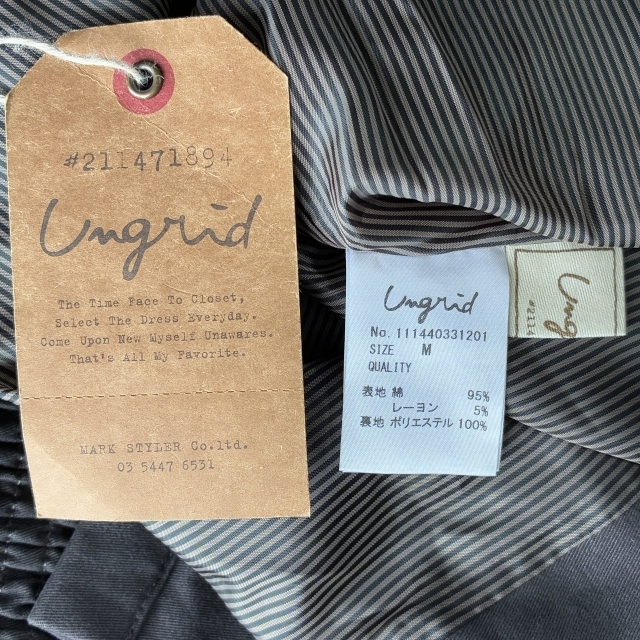 #211471894
Ungrid
The Time Face To Closet,
Select The Dress Everyday.
Come Upon New Myself Unawares.
That's All My Favorite.
MARK STYLER Co.ltd.
03 5447 6531
Ungrid
No. 111440331201
SIZE M
QUALITY
表地 綿 95%
レーヨン 5%
裏地 ポリエステル 100%
Ung